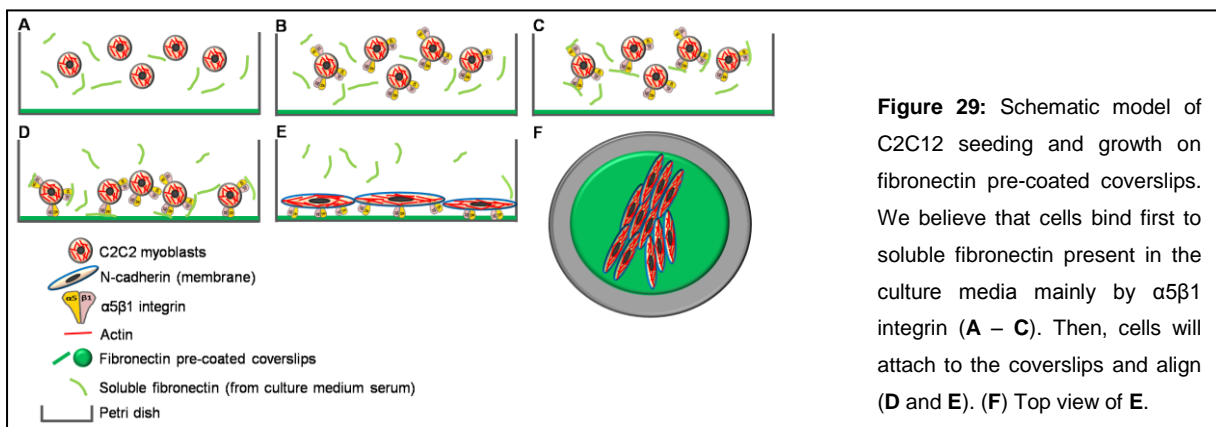 A
B
C
D
E
F
C2C2 myoblasts
N-cadherin (membrane)
α5 β1
α5β1 integrin
Actin
Fibronectin pre-coated coverslips
Soluble fibronectin (from culture medium serum)
Petri dish
Figure 29: Schematic model of
C2C12 seeding and growth on
fibronectin pre-coated coverslips.
We believe that cells bind first to
soluble fibronectin present in the
culture media mainly by α5β1
integrin (A – C). Then, cells will
attach to the coverslips and align
(D and E). (F) Top view of E.